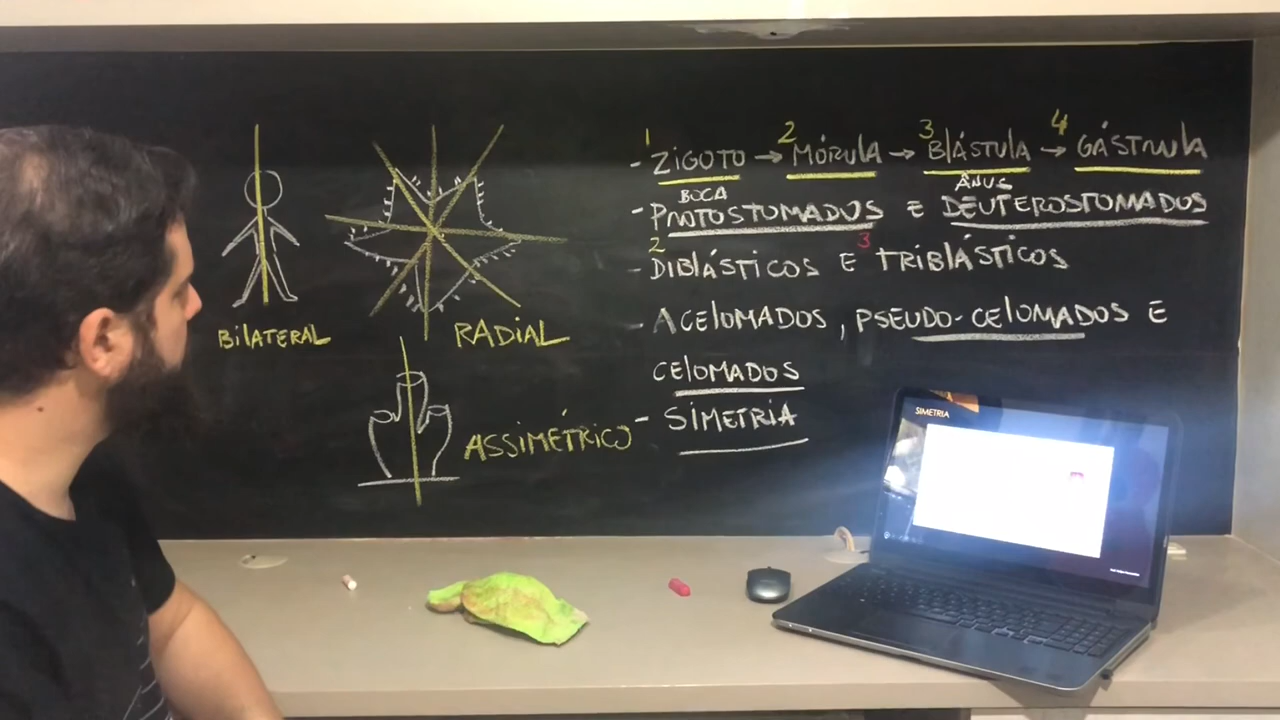 1 2 3 4
- ZIGOTO → MÓRULA → BLÁSTULA → GÁSTRULA
BOCA ÂNUS
- PROTOSTOMADOS E DEUTEROSTOMADOS
2 3
- DIBLÁSTICOS E TRIBLÁSTICOS
- ACELOMADOS, PSEUDO-CELOMADOS E
CELOMADOS
- SIMETRIA
BILATERAL
RADIAL
ASSIMÉTRICO
SIMETRIA